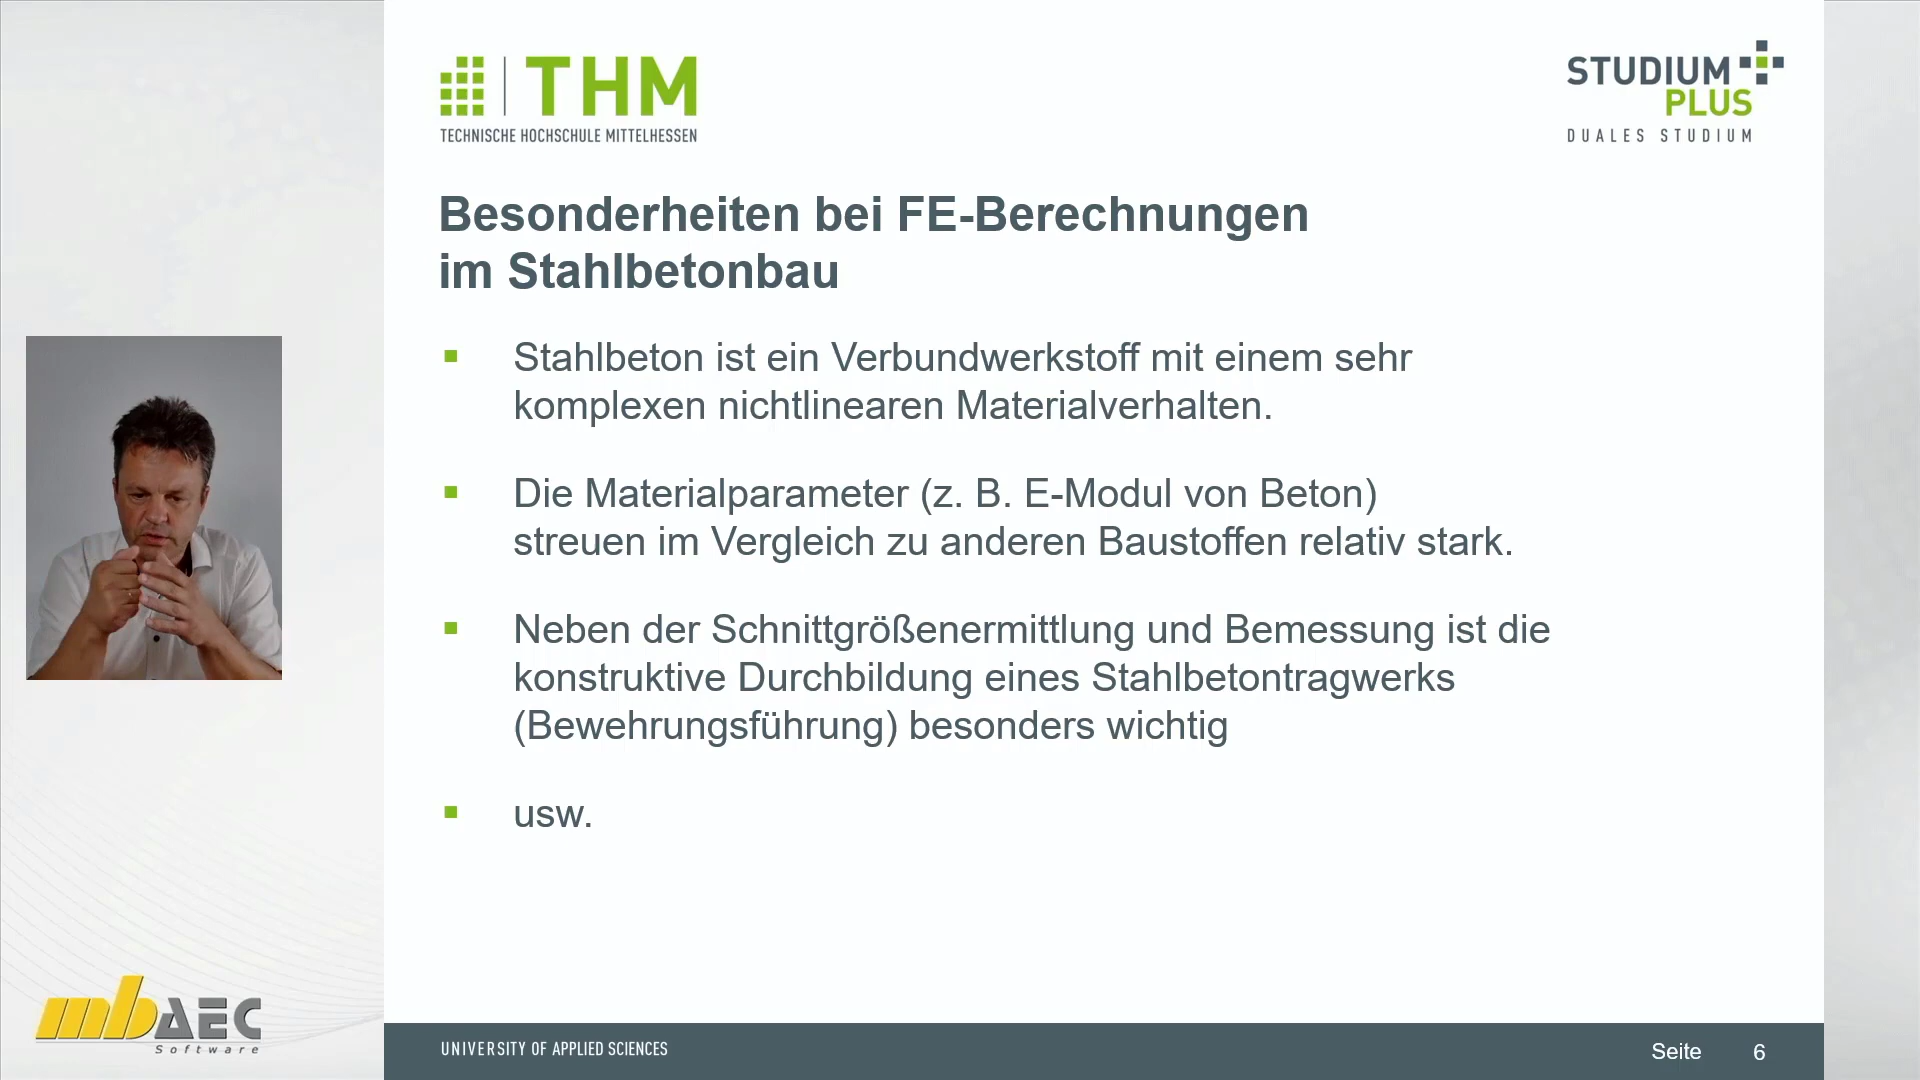 THM
TECHNISCHE HOCHSCHULE MITTELHESSEN
STUDIUM
PLUS
DUALES STUDIUM
Besonderheiten bei FE-Berechnungen
im Stahlbetonbau
Stahlbeton ist ein Verbundwerkstoff mit einem sehr
komplexen nichtlinearen Materialverhalten.
Die Materialparameter (z. B. E-Modul von Beton)
streuen im Vergleich zu anderen Baustoffen relativ stark.
Neben der Schnittgrößenermittlung und Bemessung ist die
konstruktive Durchbildung eines Stahlbetontragwerks
(Bewehrungsführung) besonders wichtig
usw.
mbAEC
Software
UNIVERSITY OF APPLIED SCIENCES
Seite 6